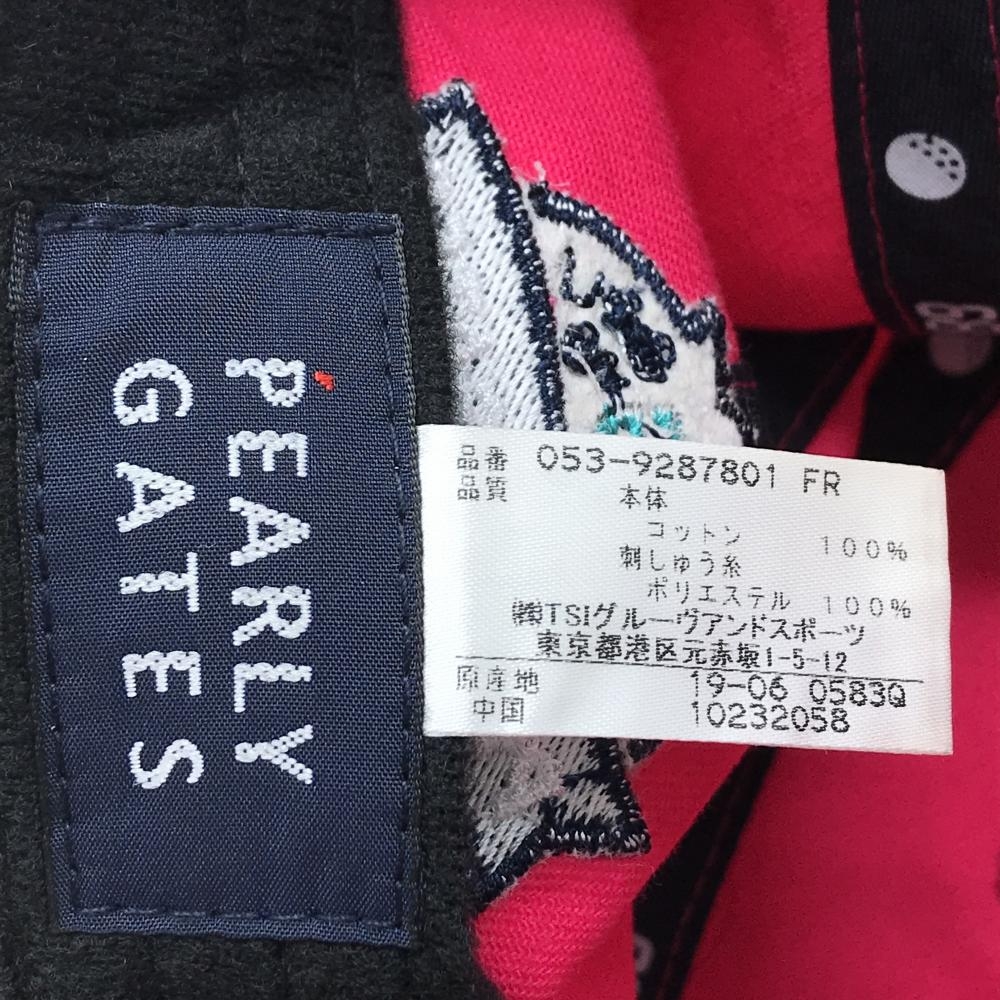 PEARLY
GATES
品番 053-9287801 FR
品質
本体
コットン 100%
刺しゅう糸
ポリエステル 100%
㈱TSIグルーヴアンドスポーツ
東京都港区元赤坂1-5-12
原産地 19-06 0583Q
中国 10232058